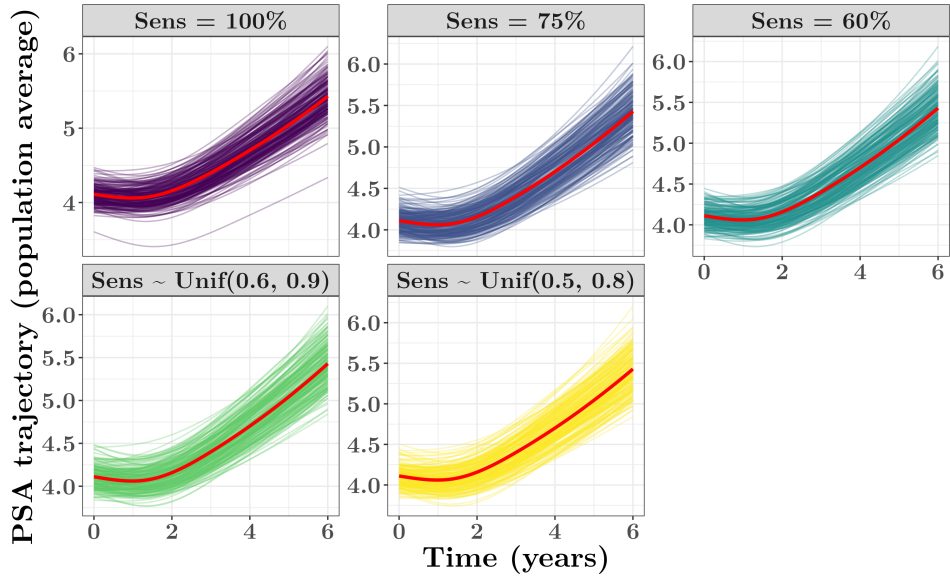 PSA trajectory (population average)
Sens = 100%
Sens = 75%
Sens = 60%
6
5
4
6.0
5.5
5.0
4.5
4.0
6.0
5.5
5.0
4.5
4.0
0 2 4 6
Sens ~ Unif(0.6, 0.9)
Sens ~ Unif(0.5, 0.8)
6.0
5.5
5.0
4.5
4.0
6.0
5.5
5.0
4.5
4.0
0 2 4 6
0 2 4 6
Time (years)